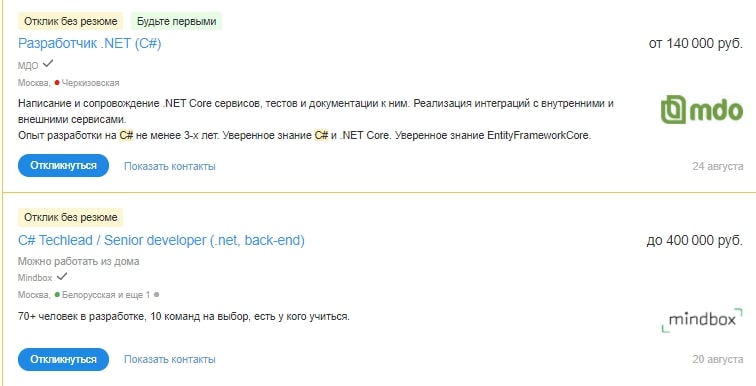 Отклик без резюме Будьте первыми
Разработчик .NET (C#) от 140 000 руб.
МДО
Москва, Черкизовская
Написание и сопровождение .NET Core сервисов, тестов и документации к ним. Реализация интеграций с внутренними и
внешними сервисами.
Опыт разработки на C# не менее 3-х лет. Уверенное знание C# и .NET Core. Уверенное знание EntityFrameworkCore.
mdo
Откликнуться Показать контакты 24 августа
Отклик без резюме
C# Techlead / Senior developer (.net, back-end) до 400 000 руб.
Можно работать из дома
Mindbox
Москва, Белорусская и еще 1
70+ человек в разработке, 10 команд на выбор, есть у кого учиться.
mindbox
Откликнуться Показать контакты 20 августа